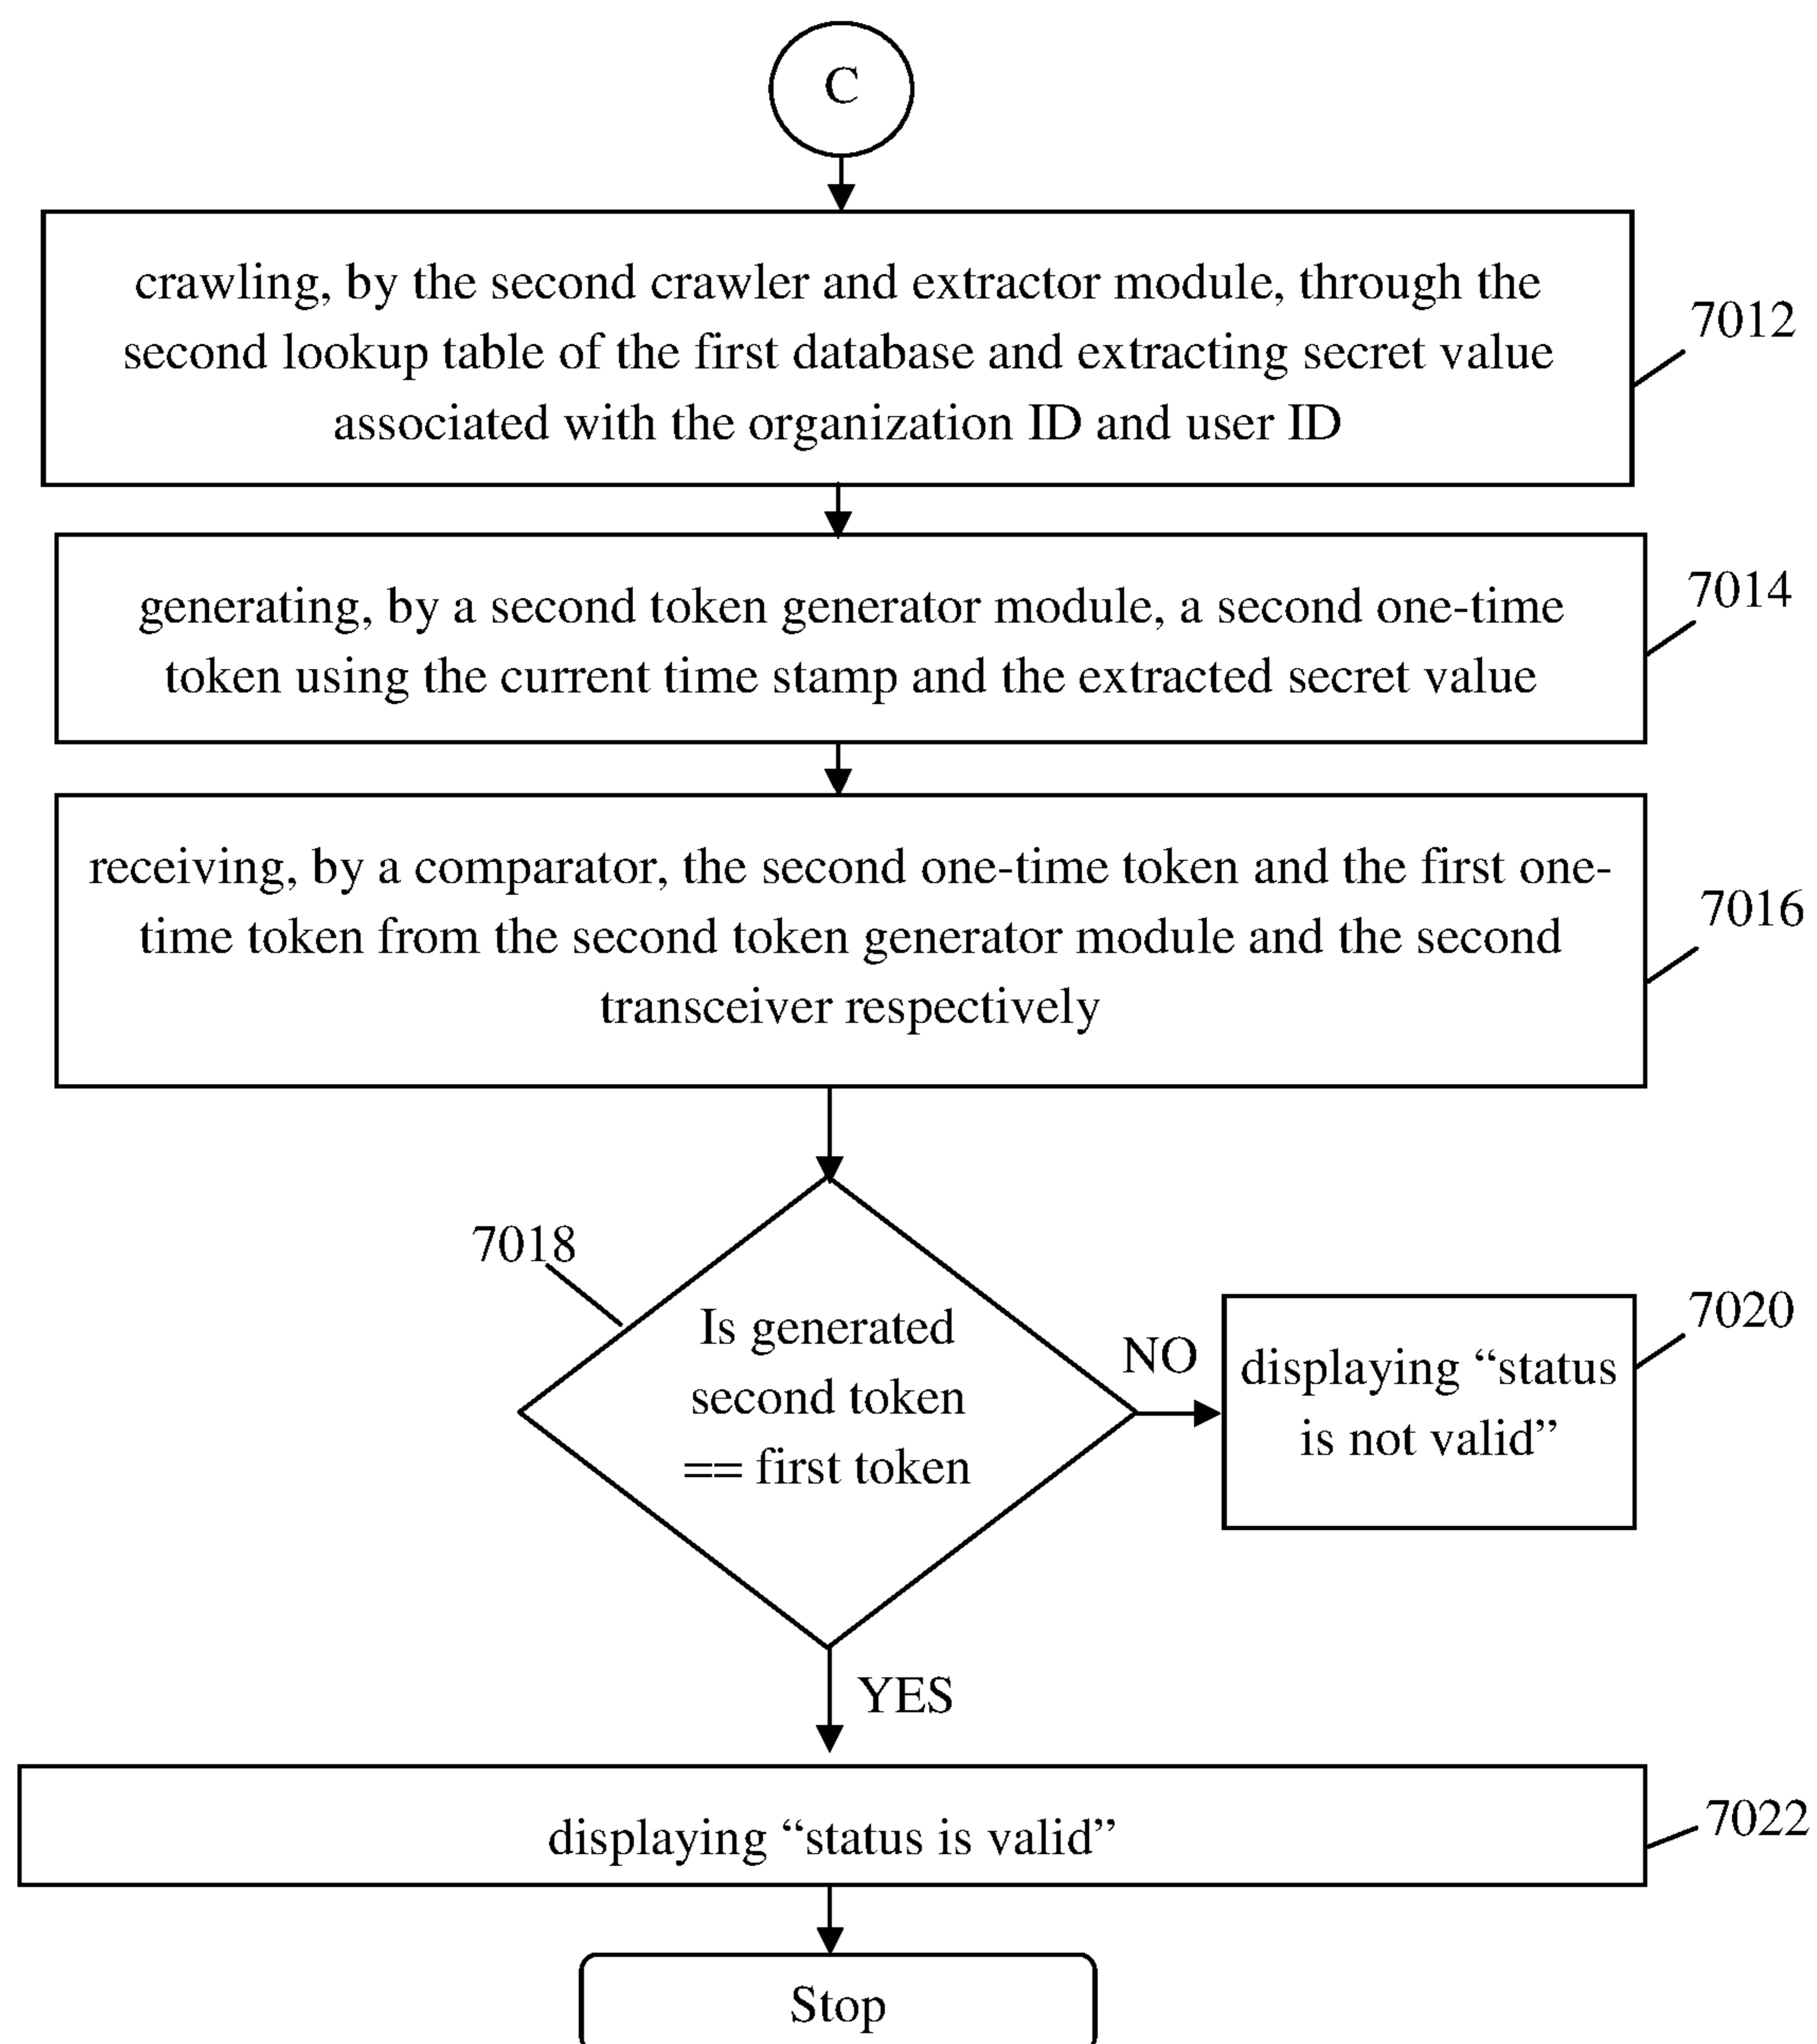 C
crawling, by the second crawler and extractor module, through the
second lookup table of the first database and extracting secret value
associated with the organization ID and user ID
7012
generating, by a second token generator module, a second one-time
token using the current time stamp and the extracted secret value
7014
receiving, by a comparator, the second one-time token and the first one-
time token from the second token generator module and the second
transceiver respectively
7016
7018
Is generated
second token
== first token
NO
displaying “status
is not valid”
7020
YES
displaying “status is valid”
7022
Stop